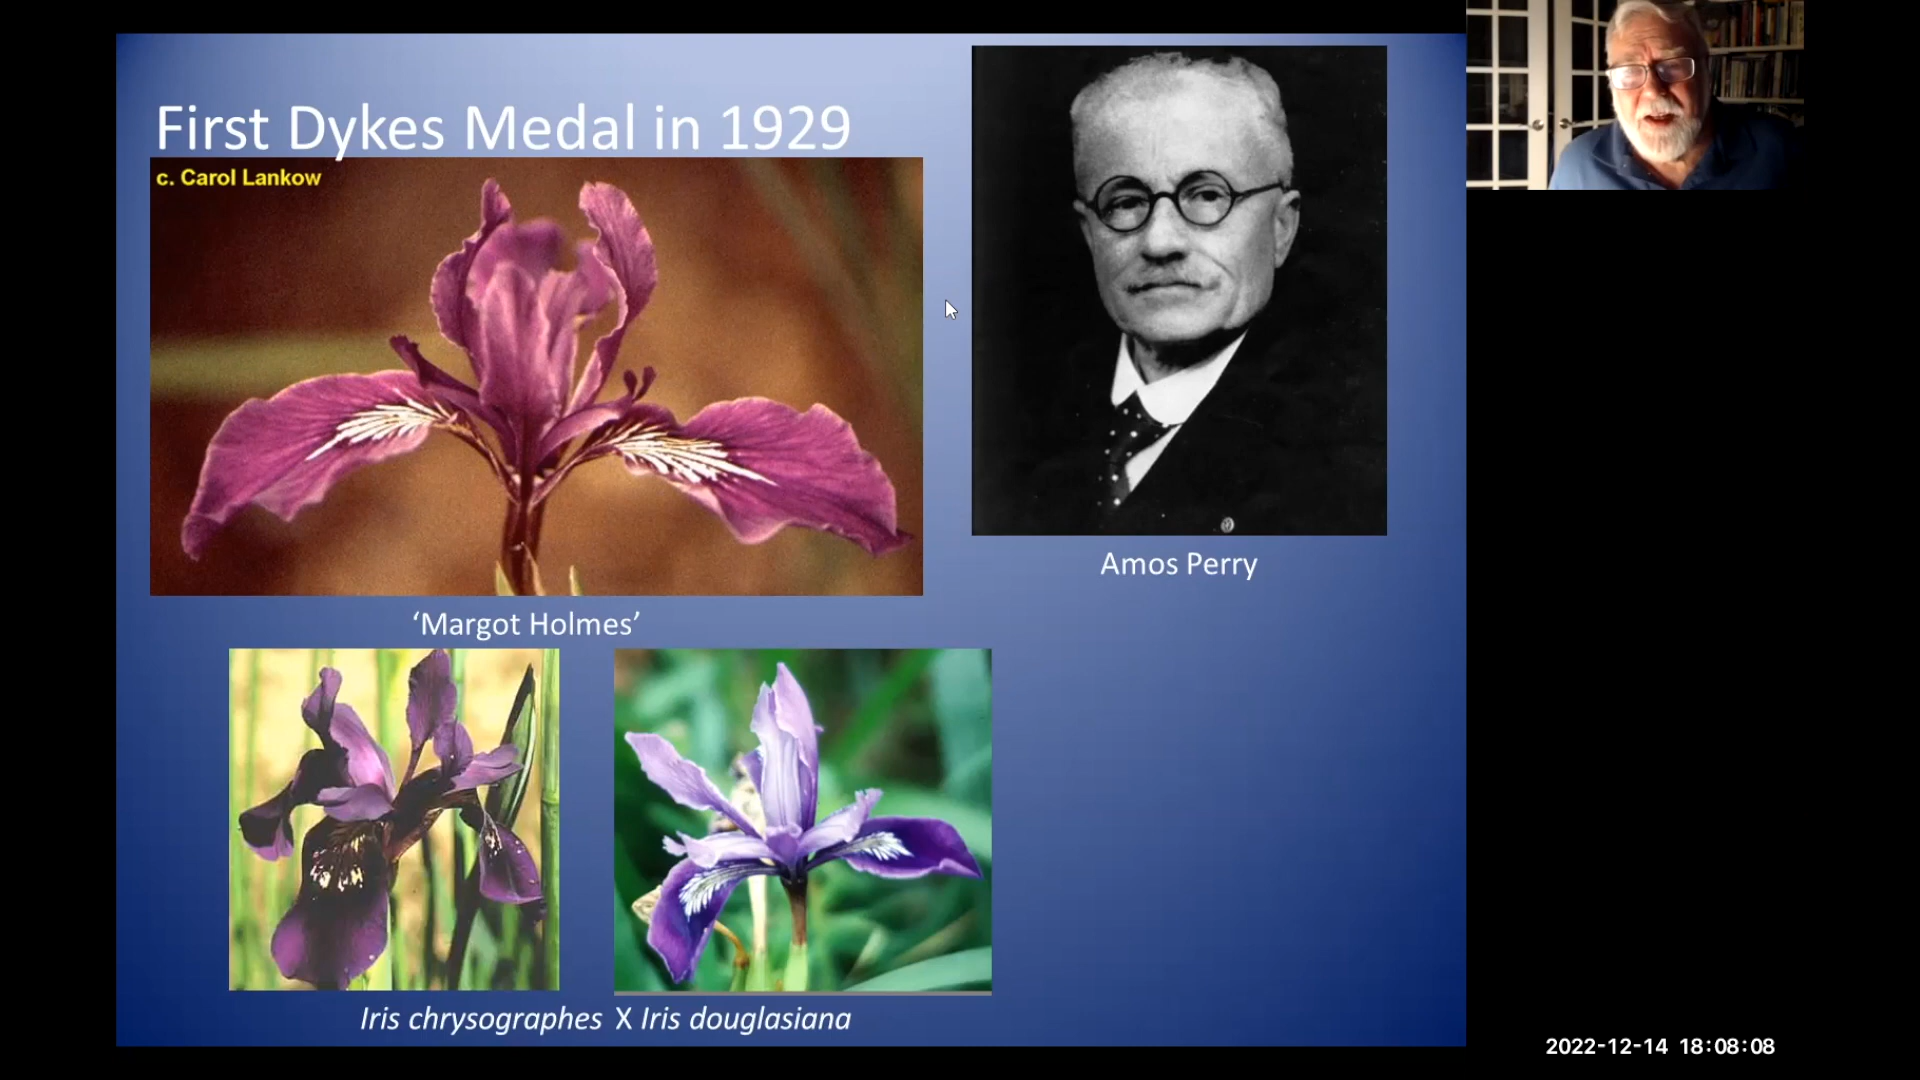 First Dykes Medal in 1929
c. Carol Lankow
Amos Perry
‘Margot Holmes’
Iris chrysographes X Iris douglasiana
2022-12-14 18:08:08